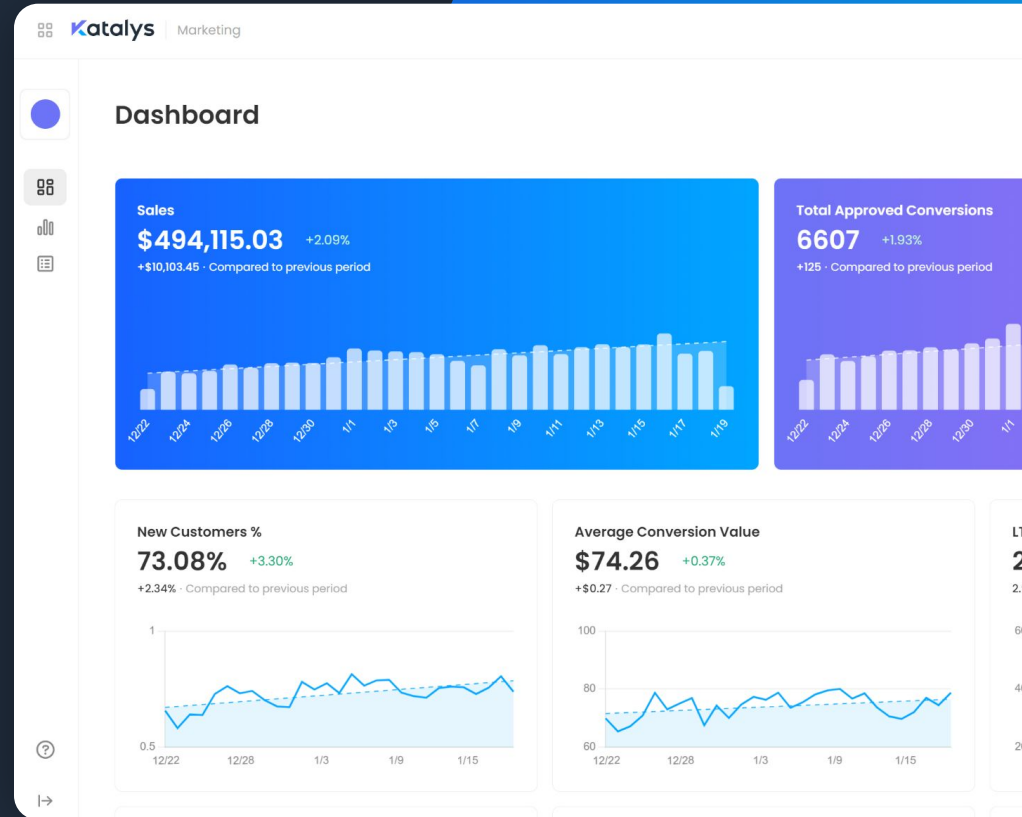 Katalys Marketing
Dashboard
Sales
$494,115.03 +2.09%
+$10,103.45 · Compared to previous period
12/22 12/24 12/26 12/28 12/30 1/1 1/3 1/5 1/7 1/9 1/11 1/13 1/15 1/17 1/19
Total Approved Conversions
6607 +1.93%
+125 · Compared to previous period
12/22 12/24 12/26 12/28 12/30 1/1
New Customers %
73.08% +3.30%
+2.34% · Compared to previous period
1
0.5
12/22 12/28 1/3 1/9 1/15
Average Conversion Value
$74.26 +0.37%
+$0.27 · Compared to previous period
100
80
60
12/22 12/28 1/3 1/9 1/15